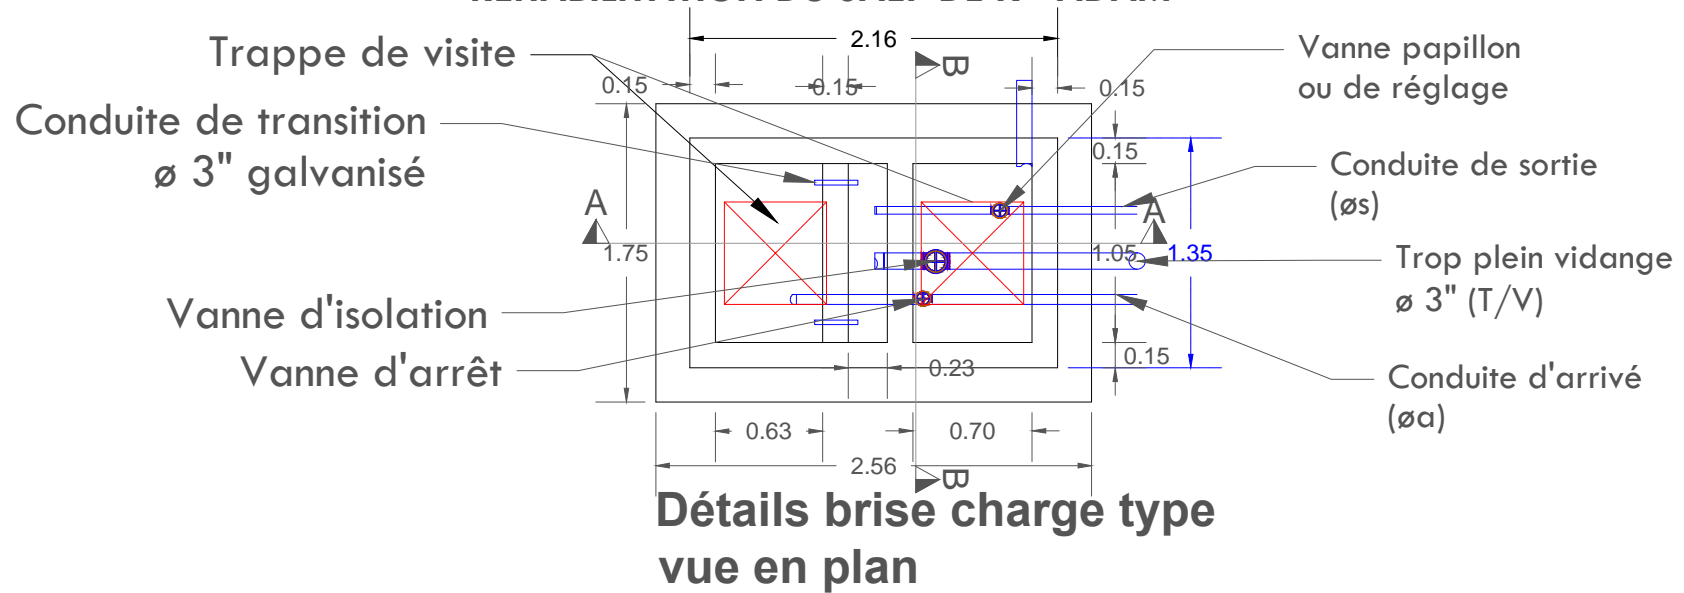 2.16
B
Trappe de visite
Vanne papillon
ou de réglage
0.15
0.15
0.15
Conduite de transition
ø 3" galvanisé
0.15
Conduite de sortie
(øs)
A
A
1.75
1.05
1.35
Trop plein vidange
ø 3" (T/V)
Vanne d'isolation
Vanne d'arrêt
0.15
0.23
Conduite d'arrivé
(øa)
0.63
0.70
2.56
B
Détails brise charge type
vue en plan